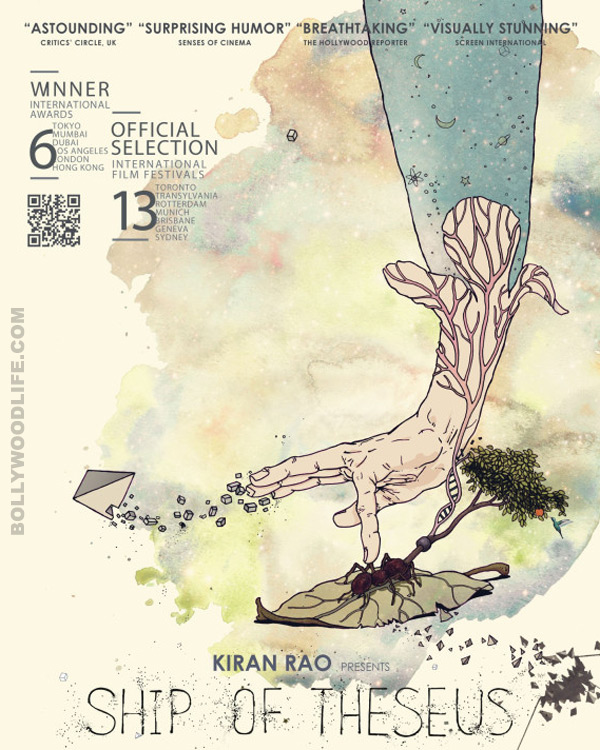 “ASTOUNDING” “SURPRISING HUMOR” “BREATHTAKING” “VISUALLY STUNNING”
CRITICS' CIRCLE, UK SENSES OF CINEMA THE HOLLYWOOD REPORTER SCREEN INTERNATIONAL
WINNER
INTERNATIONAL
AWARDS
6
TOKYO
MUMBAI
DUBAI
LOS ANGELES
LONDON
HONG KONG
OFFICIAL
SELECTION
INTERNATIONAL
FILM FESTIVALS
13
TORONTO
TRANSYLVANIA
ROTTERDAM
MUNICH
BRISBANE
GENEVA
SYDNEY
BOLLYWOODLIFE.COM
KIRAN RAO PRESENTS
SHIP OF THESEUS